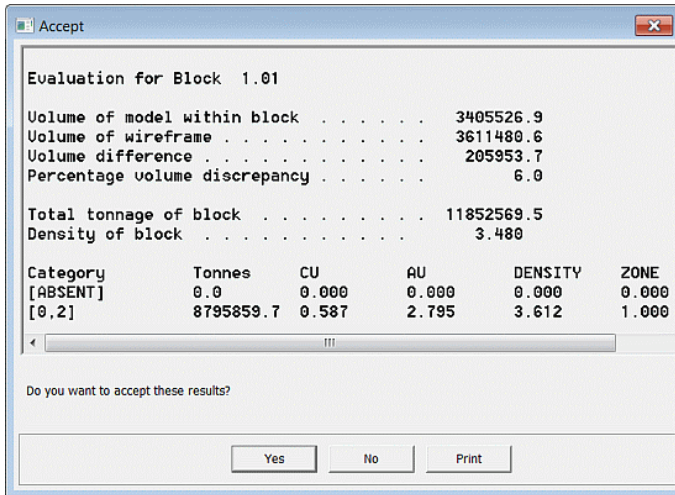 Accept
Evaluation for Block 1.01
Volume of model within block . . . . . . 3405526.9
Volume of wireframe . . . . . . . . . . . 3611480.6
Volume difference . . . . . . . . . . . . 205953.7
Percentage volume discrepancy . . . . . . 6.0
Total tonnage of block . . . . . . . . . 11852569.5
Density of block . . . . . . . . . . . 3.480
Category Tonnes CU AU DENSITY ZONE
[ABSENT] 0.0 0.000 0.000 0.000 0.000
[0,2] 8795859.7 0.587 2.795 3.612 1.000
Do you want to accept these results?
Yes No Print